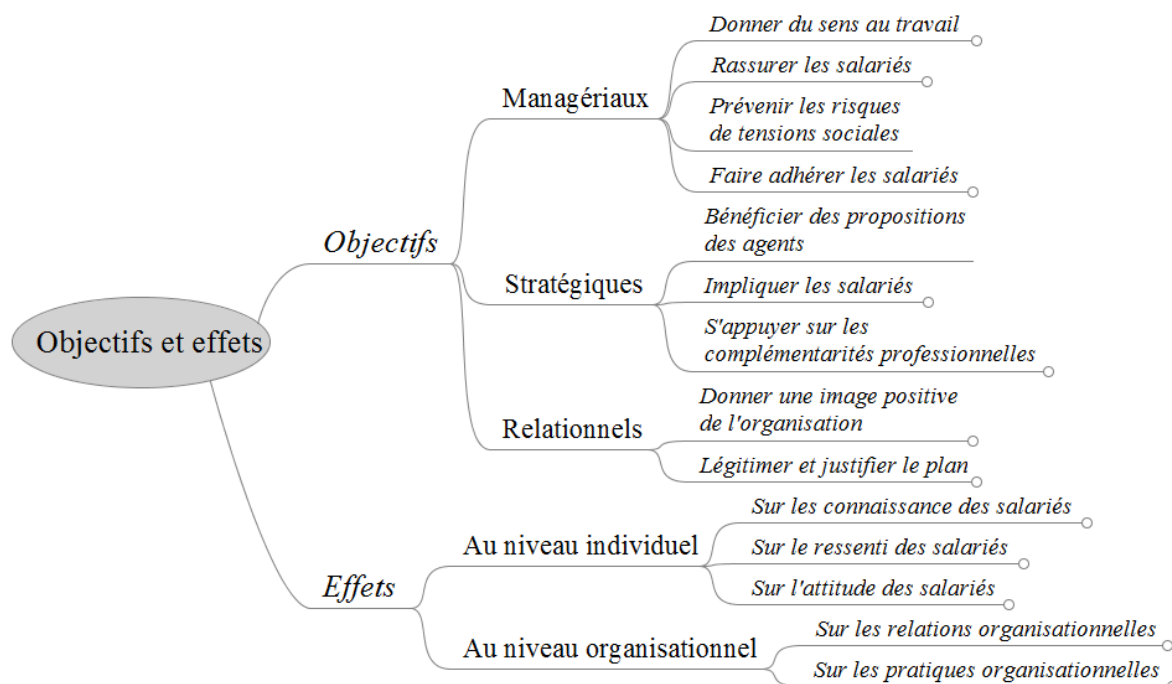 Objectifs et effets
Objectifs
Managériaux
Donner du sens au travail
Rassurer les salariés
Prévenir les risques
de tensions sociales
Faire adhérer les salariés
Stratégiques
Bénéficier des propositions
des agents
Impliquer les salariés
S'appuyer sur les
complémentarités professionnelles
Relationnels
Donner une image positive
de l'organisation
Légitimer et justifier le plan
Effets
Au niveau individuel
Sur les connaissance des salariés
Sur le ressenti des salariés
Sur l'attitude des salariés
Au niveau organisationnel
Sur les relations organisationnelles
Sur les pratiques organisationnelles